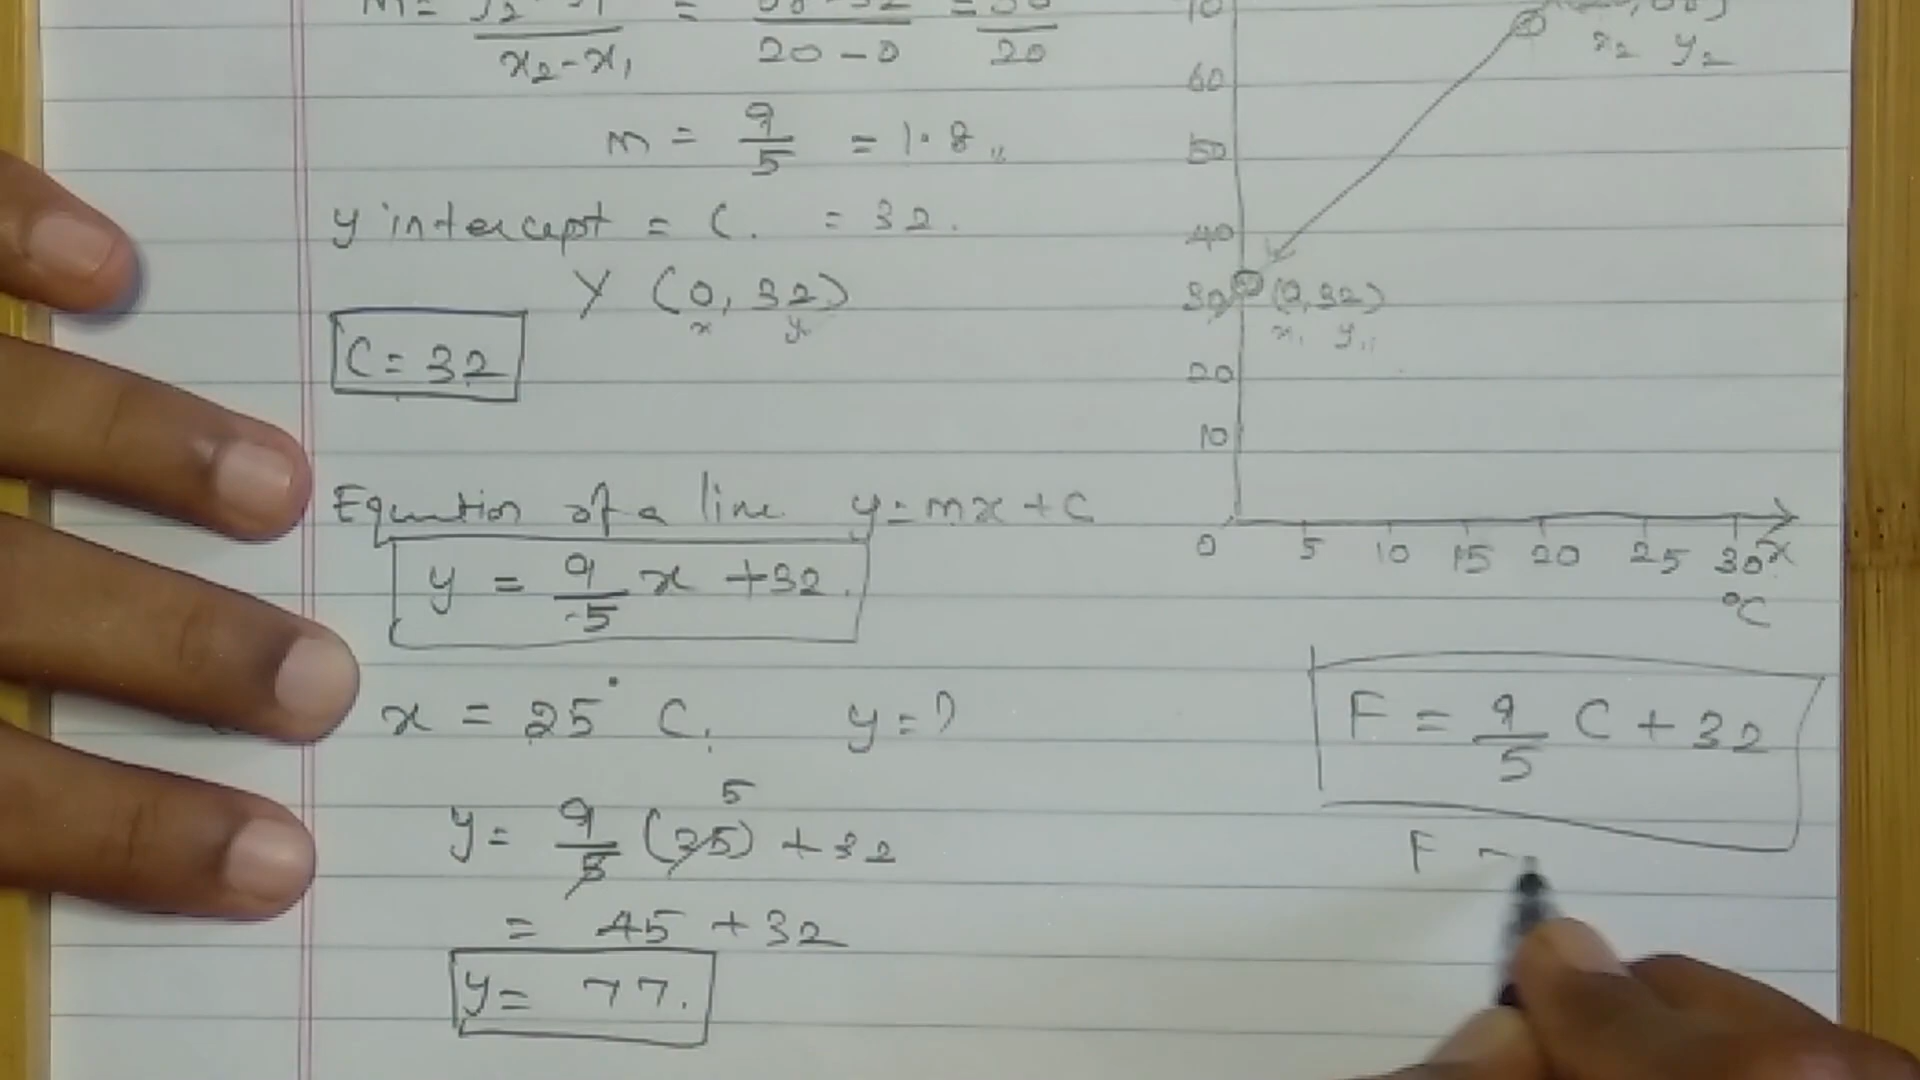 m = = =
x₂-x₁ 20-0 20
m = 9/5 = 1.8
y intercept = C. = 32.
Y (0, 32)
x y
C = 32
Equation of a line y = mx + C
y = 9/5 x + 32.
x = 25° C. y = ?
y = 9/5 (25) + 32
5
= 45 + 32
y = 77.
70
x₂ y₂
60
50
40
30 (0,32)
x₁ y₁
20
10
0 5 10 15 20 25 30 x
°C
F = 9/5 C + 32
F